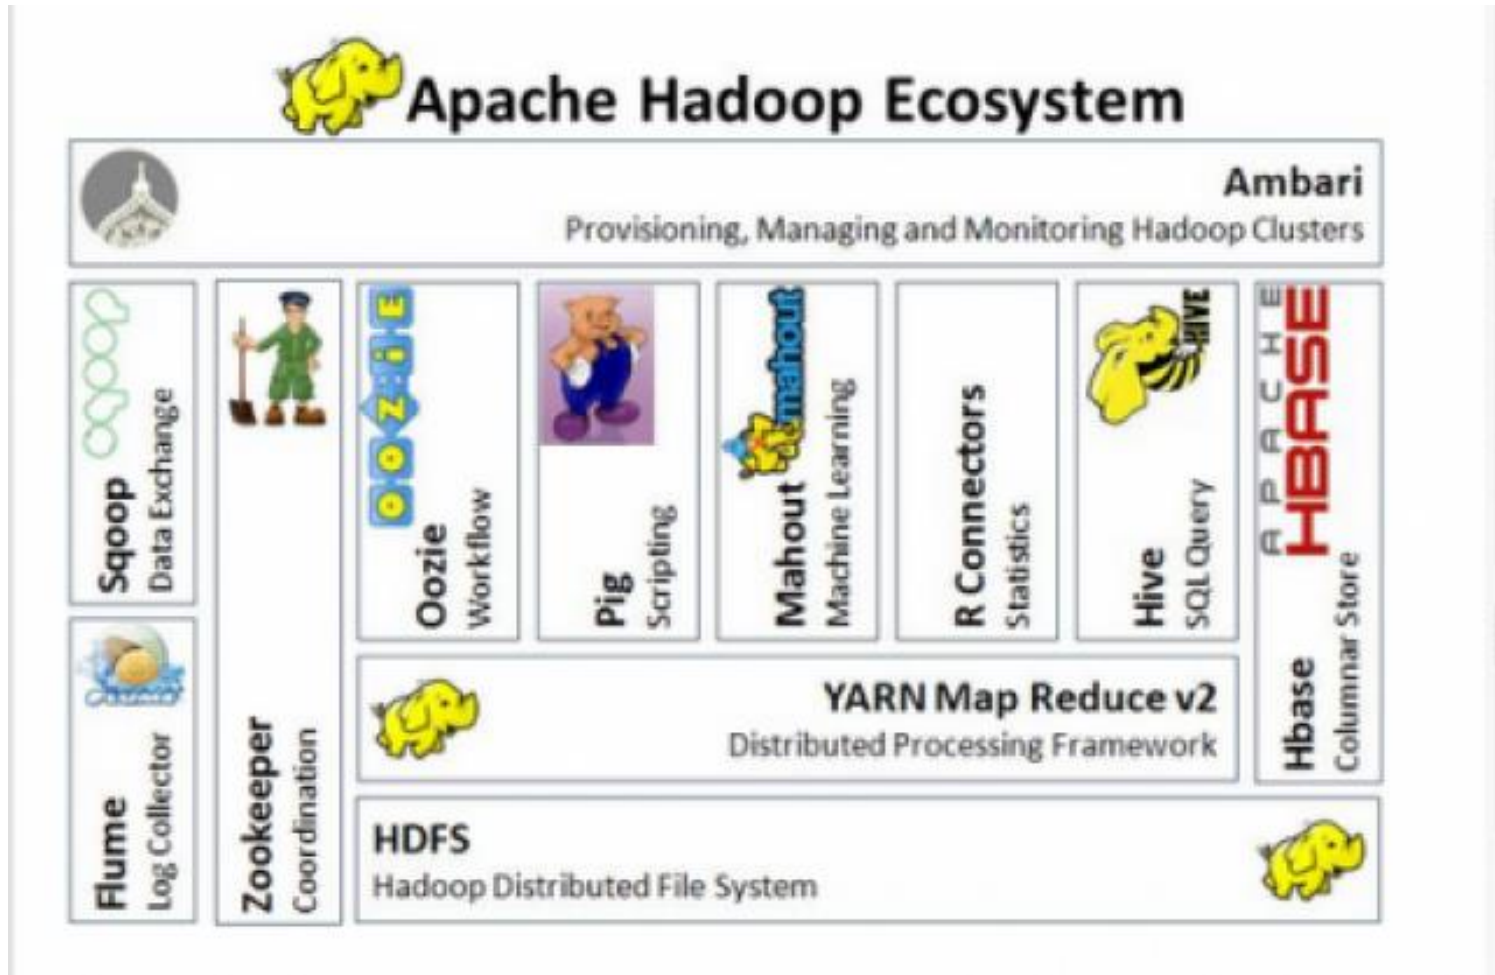 Apache Hadoop Ecosystem
Ambari
Provisioning, Managing and Monitoring Hadoop Clusters
sqoop
Sqoop
Data Exchange
Zookeeper
Coordination
OOZiE
Oozie
Workflow
Pig
Scripting
mahout
Mahout
Machine Learning
R Connectors
Statistics
HIVE
Hive
SQL Query
APACHE
HBASE
Hbase
Columnar Store
Flume
Log Collector
YARN Map Reduce v2
Distributed Processing Framework
HDFS
Hadoop Distributed File System